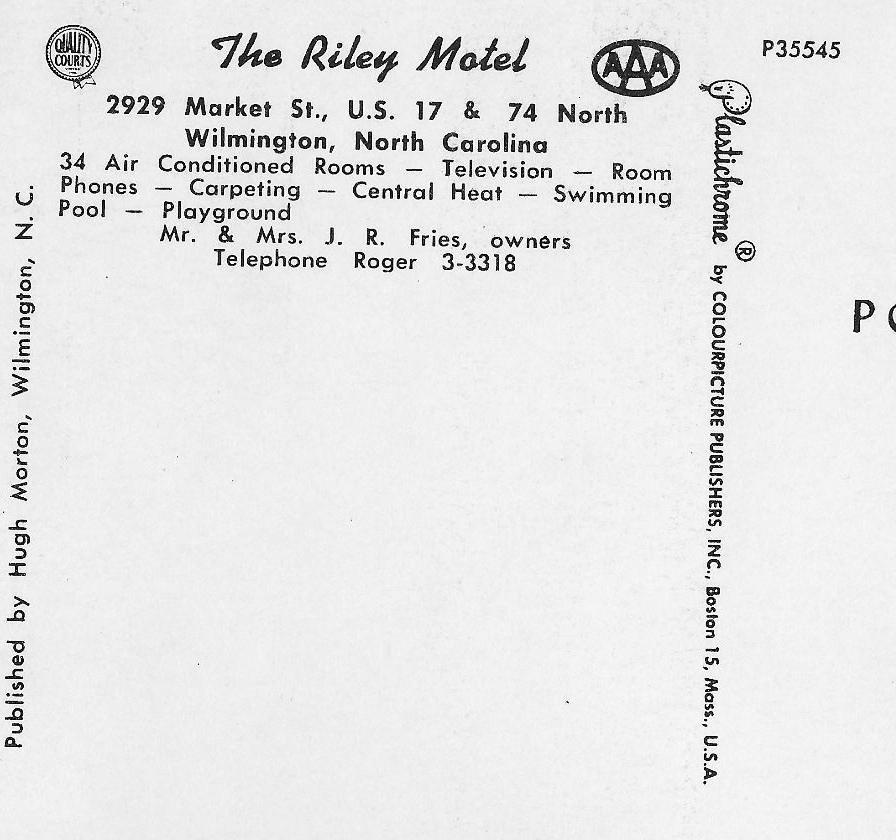 QUALITY
COURTS
The Riley Motel
AAA
P35545
2929 Market St., U.S. 17 & 74 North
Wilmington, North Carolina
34 Air Conditioned Rooms — Television — Room
Phones — Carpeting — Central Heat — Swimming
Pool — Playground
Mr. & Mrs. J. R. Fries, owners
Telephone Roger 3-3318
Published by Hugh Morton, Wilmington, N. C.
Plastichrome ® by COLOURPICTURE PUBLISHERS, INC., Boston 15, Mass., U.S.A.
P